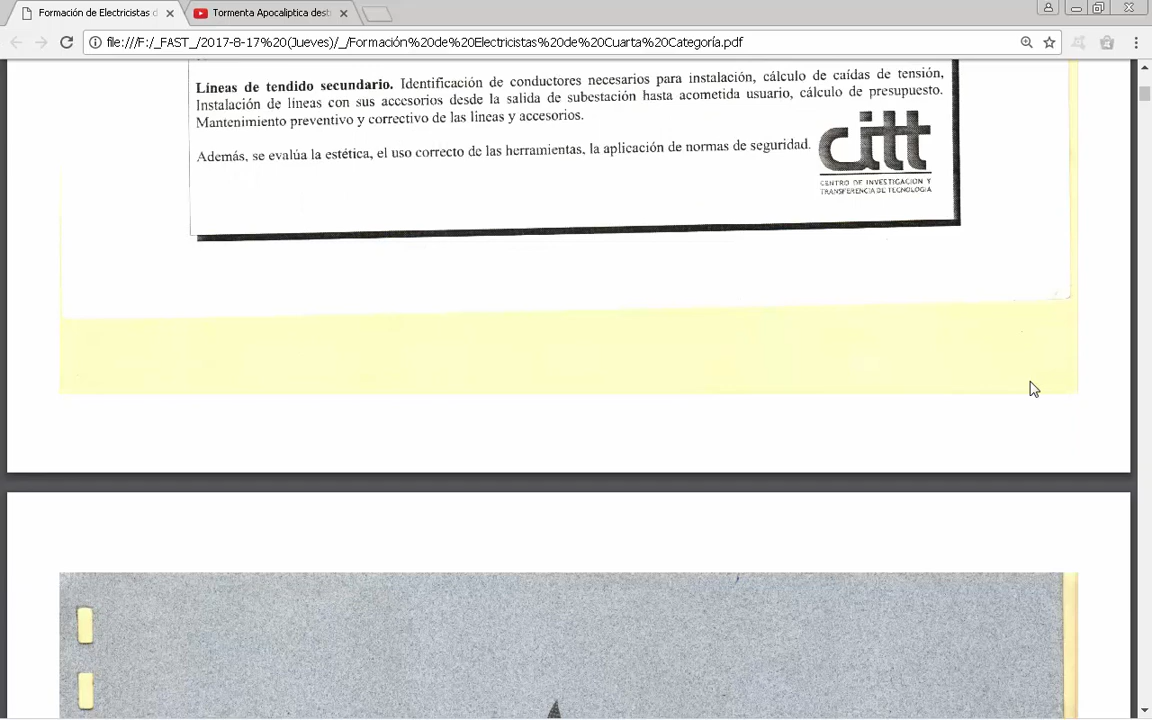 Formación de Electricistas d
Tormenta Apocaliptica dest
file:///F:/_FAST_/2017-8-17%20(Jueves)/_/Formación%20de%20Electricistas%20de%20Cuarta%20Categoría.pdf
Líneas de tendido secundario. Identificación de conductores necesarios para instalación, cálculo de caídas de tensión,
Instalación de líneas con sus accesorios desde la salida de subestación hasta acometida usuario, cálculo de presupuesto.
Mantenimiento preventivo y correctivo de las líneas y accesorios.
Además, se evalúa la estética, el uso correcto de las herramientas, la aplicación de normas de seguridad.
citt
CENTRO DE INVESTIGACION Y
TRANSFERENCIA DE TECNOLOGIA